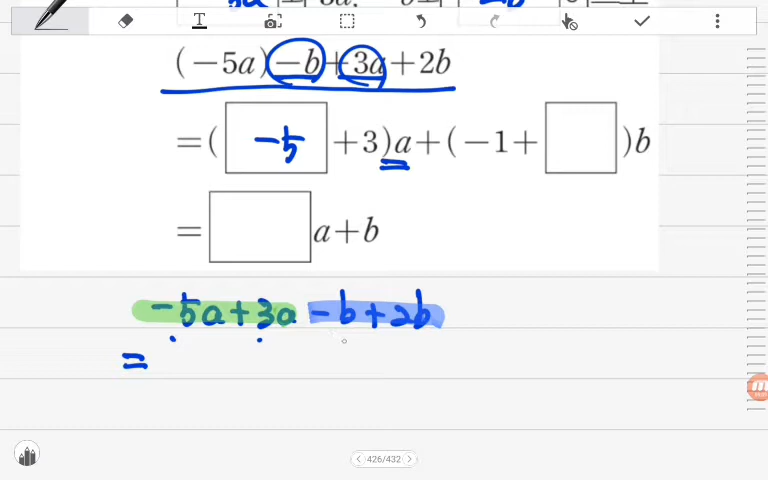 (−5a)−b+3a+2b
=( −5 +3)a+(−1+ )b
= a+b
−5a+3a −b+2b
=
426/432